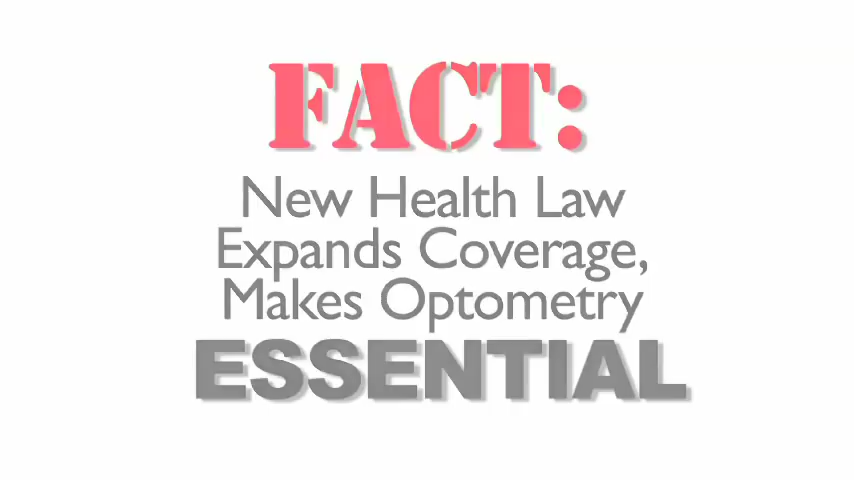 FACT:
New Health Law
Expands Coverage,
Makes Optometry
ESSENTIAL